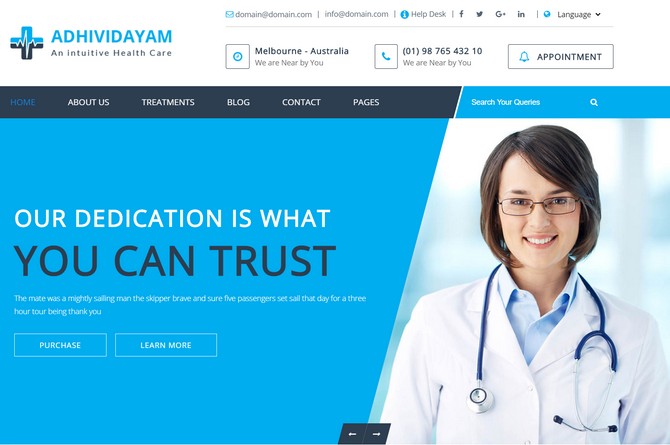 domain@domain.com | info@domain.com | Help Desk | Language
ADHIVIDAYAM
An intuitive Health Care
Melbourne - Australia
We are Near by You
(01) 98 765 432 10
We are Near by You
APPOINTMENT
HOME
ABOUT US
TREATMENTS
BLOG
CONTACT
PAGES
Search Your Queries
OUR DEDICATION IS WHAT
YOU CAN TRUST
The mate was a mightly sailing man the skipper brave and sure five passengers set sail that day for a three
hour tour being thank you
PURCHASE
LEARN MORE